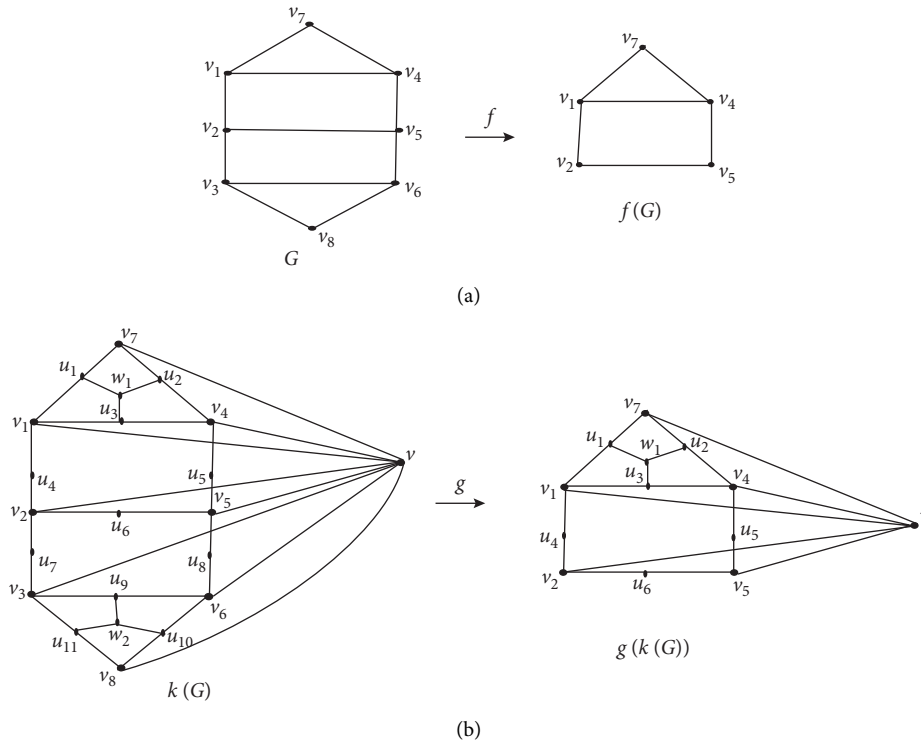 v7
v1 v4
v2 v5
v3 v6
v8
G
f
v7
v1 v4
v2 v5
f (G)
(a)
v7
u1 w1 u2
v1 u3 v4
v
u4 u5
v2 u6 v5
u7 u8
v3 u9 v6
u11 w2 u10
v8
k (G)
g
v7
u1 w1 u2
v1 u3 v4
u4 u5
v2 u6 v5
g (k (G))
(b)